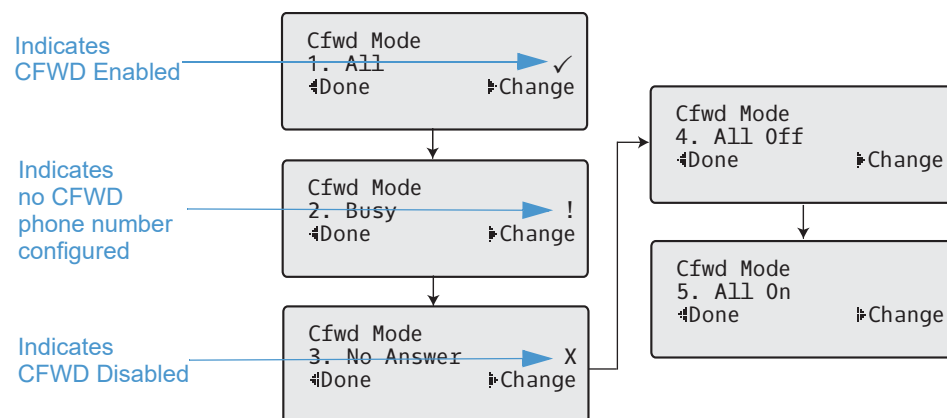 Indicates
CFWD Enabled
Cfwd Mode
1. All ✓
Done Change
Indicates
no CFWD
phone number
configured
Cfwd Mode
2. Busy !
Done Change
Indicates
CFWD Disabled
Cfwd Mode
3. No Answer X
Done Change
Cfwd Mode
4. All Off
Done Change
Cfwd Mode
5. All On
Done Change